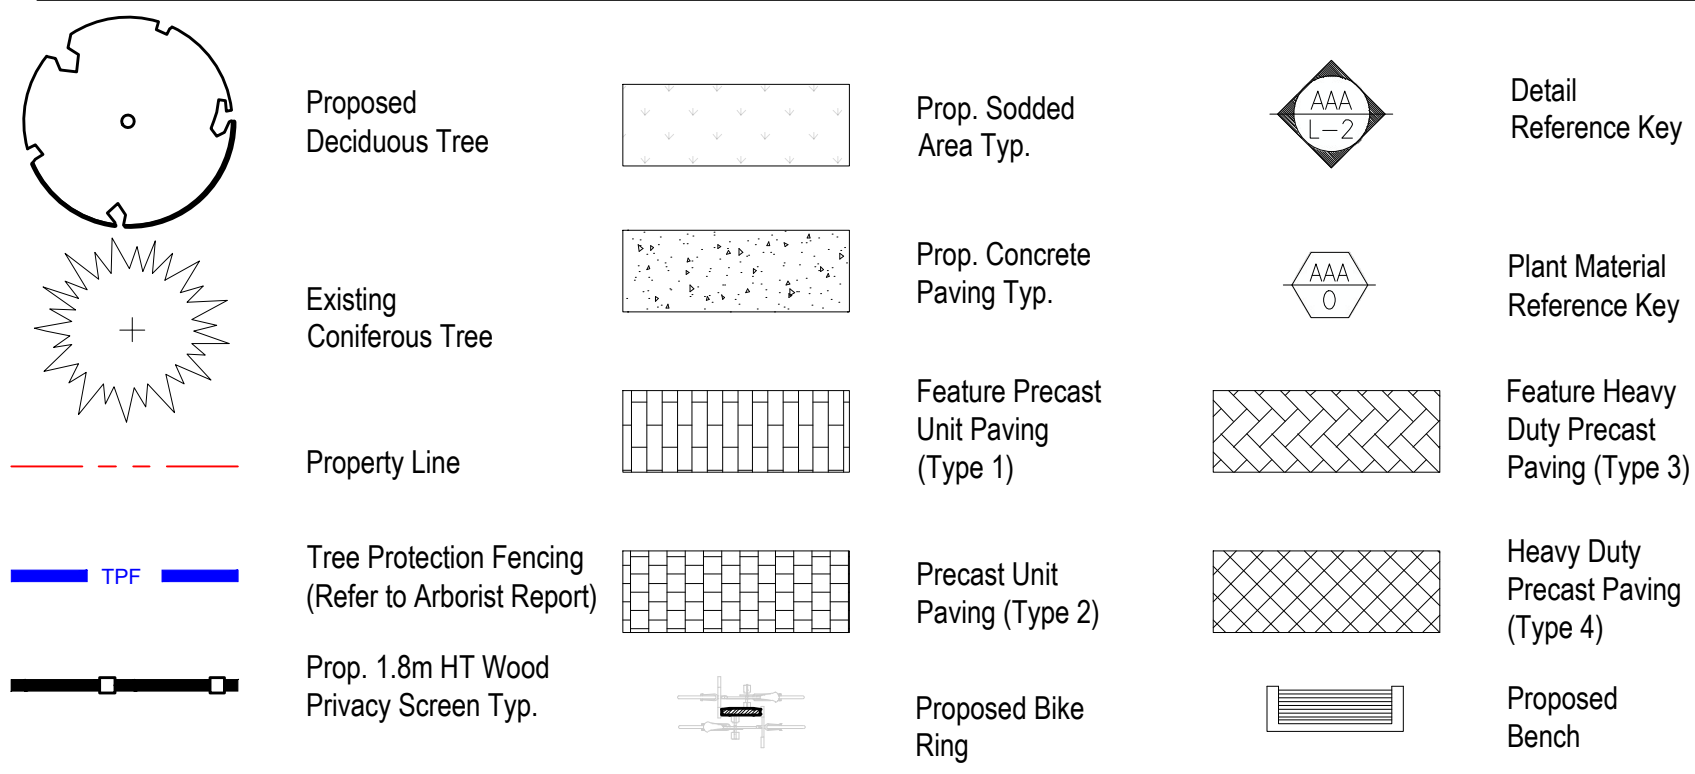 Proposed
Deciduous Tree
Existing
Coniferous Tree
Property Line
TPF
Tree Protection Fencing
(Refer to Arborist Report)
Prop. 1.8m HT Wood
Privacy Screen Typ.
Prop. Sodded
Area Typ.
Prop. Concrete
Paving Typ.
Feature Precast
Unit Paving
(Type 1)
Precast Unit
Paving (Type 2)
Proposed Bike
Ring
AAA
L-2
Detail
Reference Key
AAA
0
Plant Material
Reference Key
Feature Heavy
Duty Precast
Paving (Type 3)
Heavy Duty
Precast Paving
(Type 4)
Proposed
Bench